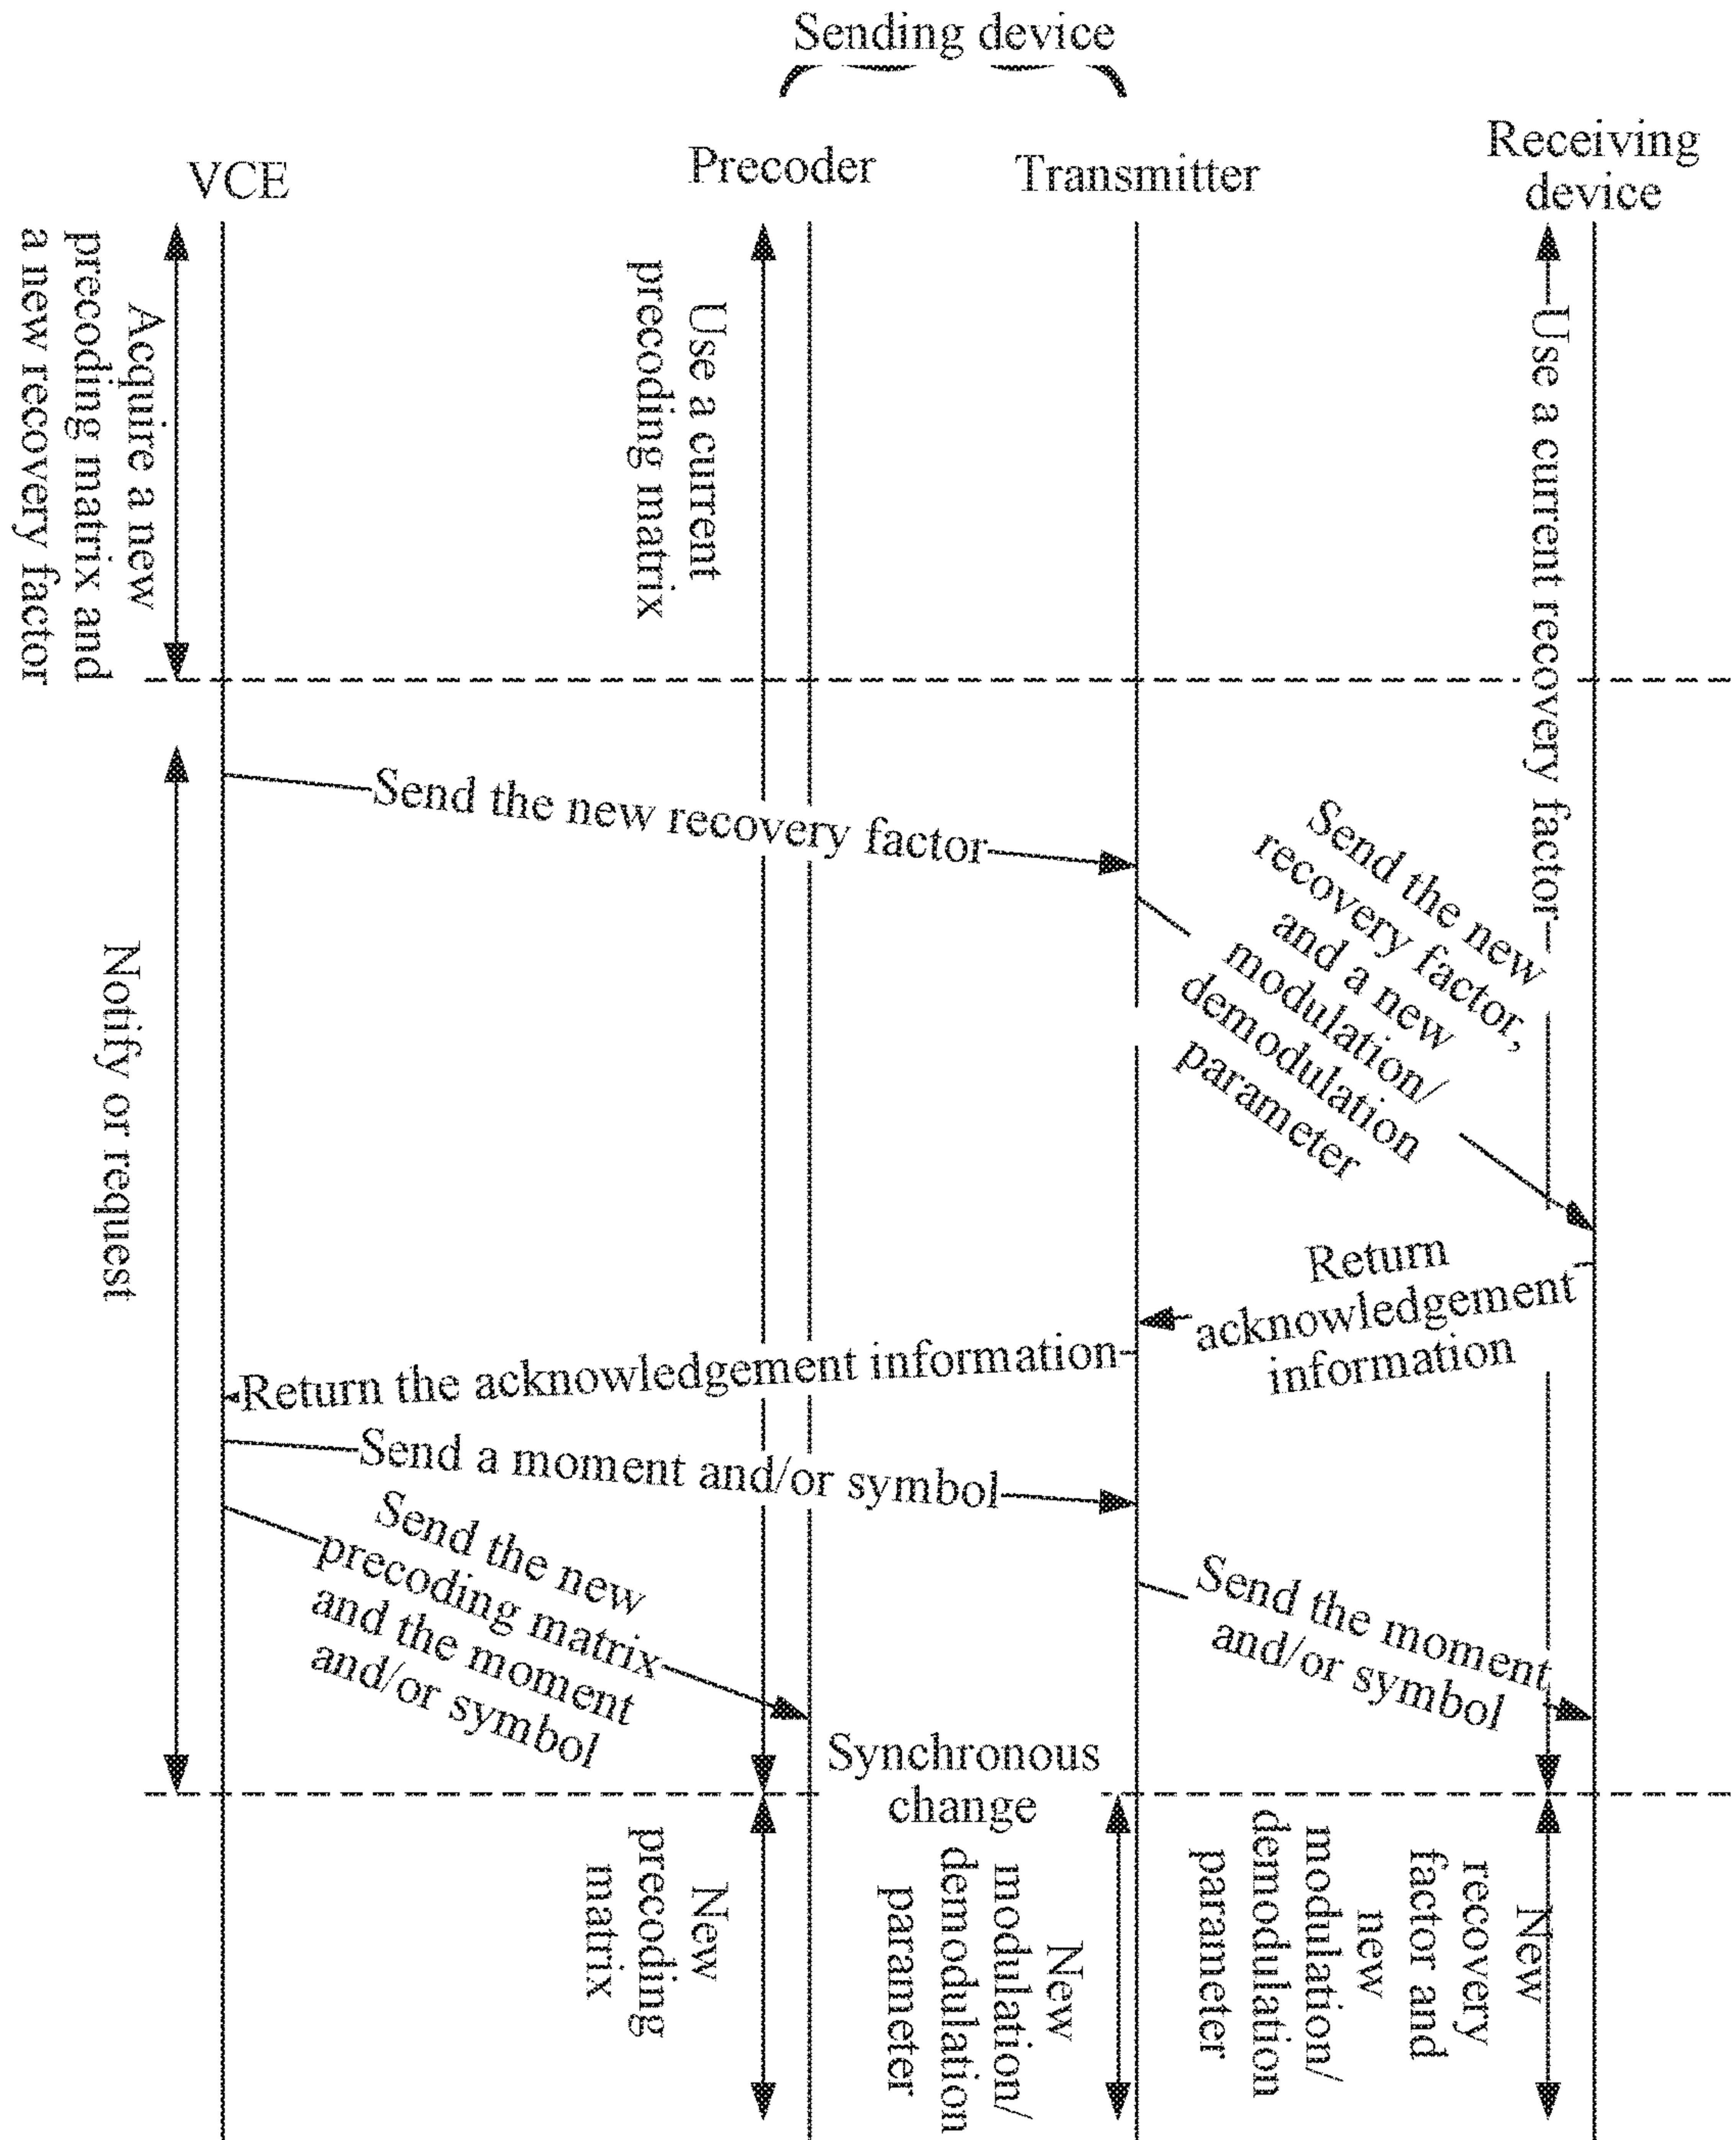 Sending device
VCE
Precoder
Transmitter
Receiving
device
Acquire a new
precoding matrix and
a new recovery factor
Use a current
precoding matrix
Use a current recovery factor
Notify or request
Send the new recovery factor
Send the new
recovery factor,
and a new
modulation/
demodulation
parameter
Return
acknowledgement
information
Return the acknowledgement information
Send a moment and/or symbol
Send the new
precoding matrix
and the moment
and/or symbol
Send the moment
and/or symbol
Synchronous
change
New
precoding
matrix
New
modulation/
demodulation
parameter
New
recovery
factor and
new
modulation/
demodulation
parameter